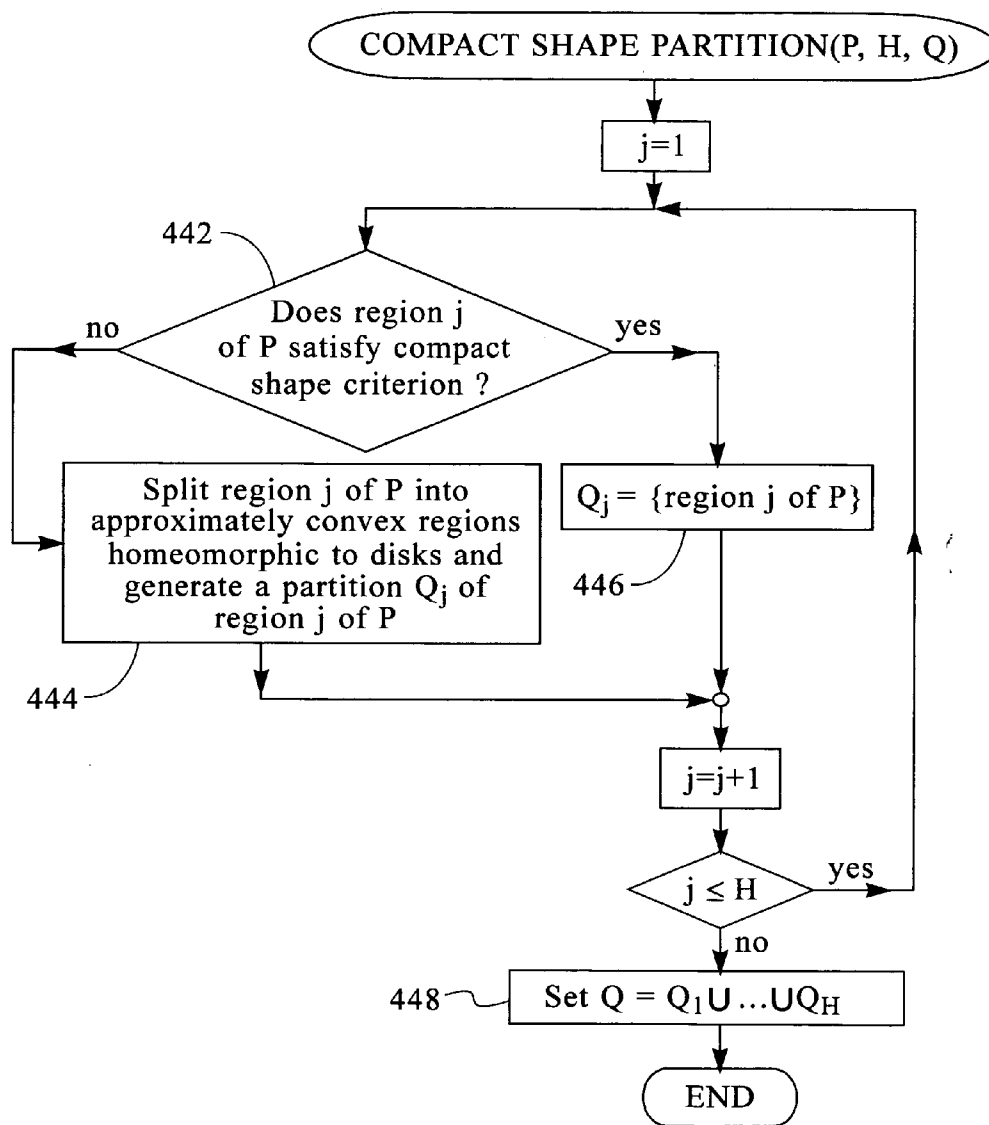 COMPACT SHAPE PARTITION(P, H, Q)
j=1
442
Does region j
of P satisfy compact
shape criterion ?
no
yes
Split region j of P into
approximately convex regions
homeomorphic to disks and
generate a partition Qj of
region j of P
444
Qj = {region j of P}
446
j=j+1
j ≤ H
yes
no
448
Set Q = Q1∪...∪QH
END